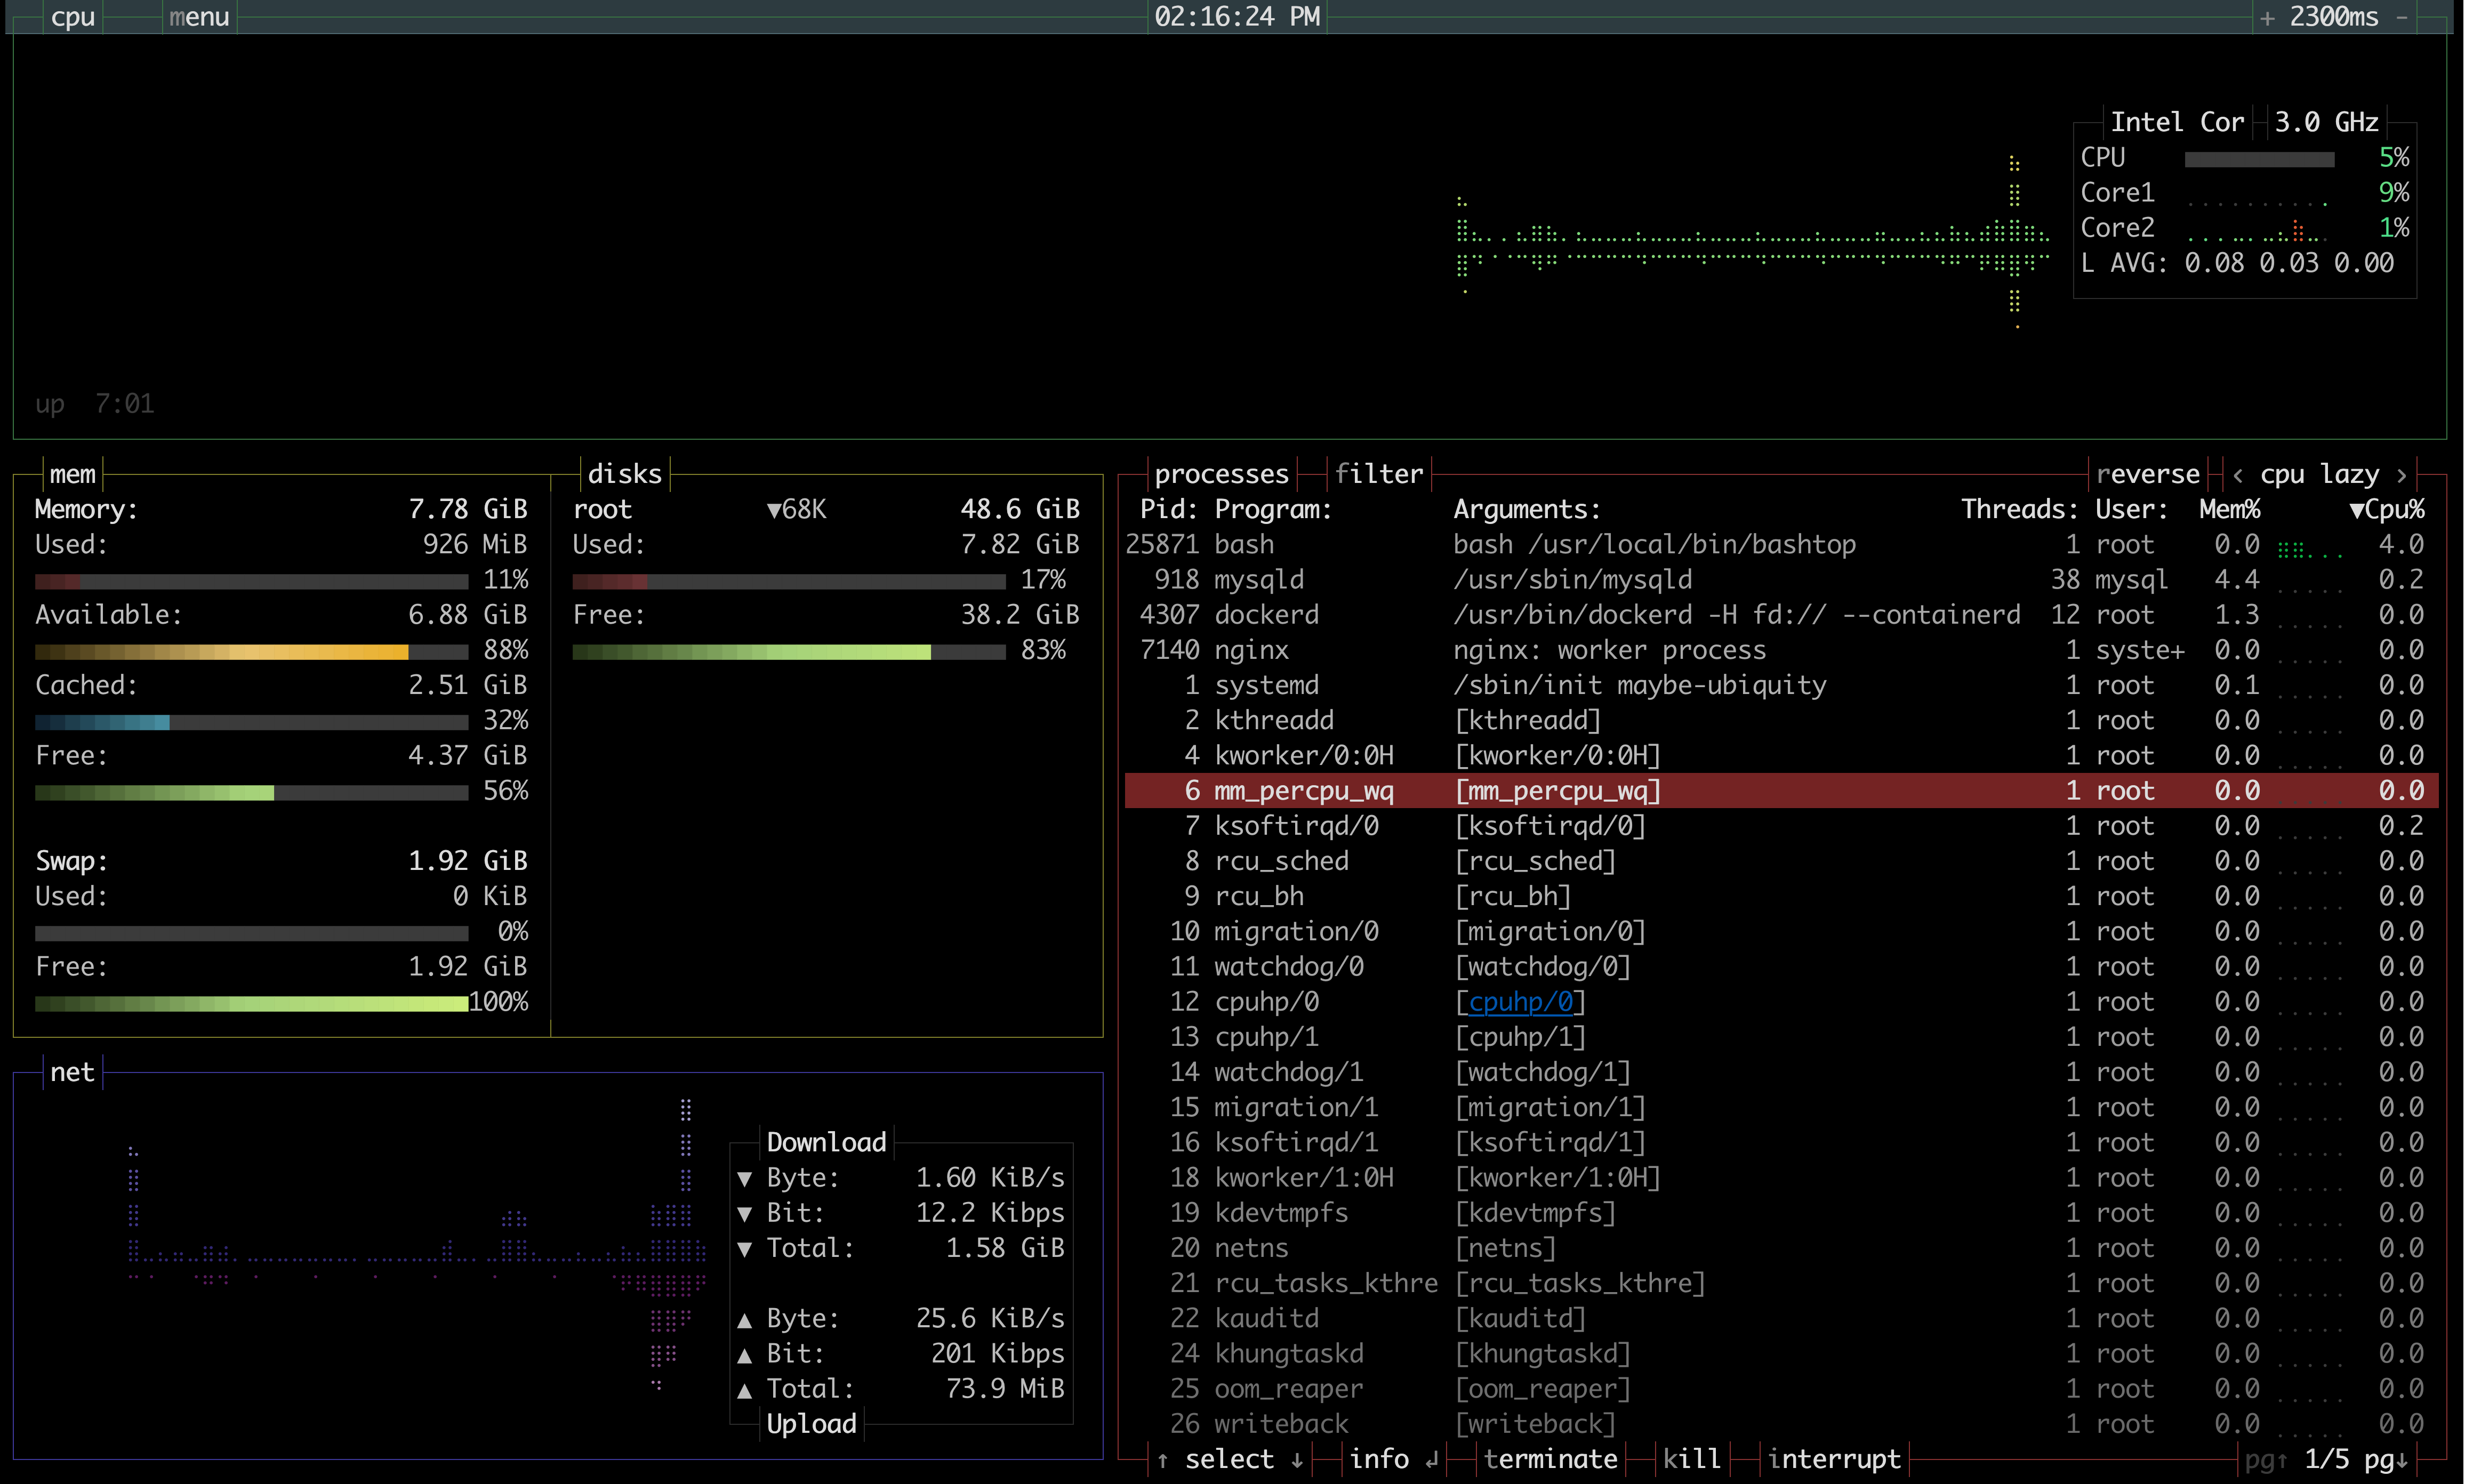 cpu menu 02:16:24 PM + 2300ms -
Intel Cor 3.0 GHz
CPU 5%
Core1 9%
Core2 1%
L AVG: 0.08 0.03 0.00
up 7:01
mem
Memory: 7.78 GiB
Used: 926 MiB
11%
Available: 6.88 GiB
88%
Cached: 2.51 GiB
32%
Free: 4.37 GiB
56%
Swap: 1.92 GiB
Used: 0 KiB
0%
Free: 1.92 GiB
100%
disks
root ▼68K 48.6 GiB
Used: 7.82 GiB
17%
Free: 38.2 GiB
83%
net
Download
▼ Byte: 1.60 KiB/s
▼ Bit: 12.2 Kibps
▼ Total: 1.58 GiB
▲ Byte: 25.6 KiB/s
▲ Bit: 201 Kibps
▲ Total: 73.9 MiB
Upload
processes filter reverse ‹ cpu lazy ›
Pid: Program: Arguments: Threads: User: Mem% ▼Cpu%
25871 bash bash /usr/local/bin/bashtop 1 root 0.0 4.0
918 mysqld /usr/sbin/mysqld 38 mysql 4.4 0.2
4307 dockerd /usr/bin/dockerd -H fd:// --containerd 12 root 1.3 0.0
7140 nginx nginx: worker process 1 syste+ 0.0 0.0
1 systemd /sbin/init maybe-ubiquity 1 root 0.1 0.0
2 kthreadd [kthreadd] 1 root 0.0 0.0
4 kworker/0:0H [kworker/0:0H] 1 root 0.0 0.0
6 mm_percpu_wq [mm_percpu_wq] 1 root 0.0 0.0
7 ksoftirqd/0 [ksoftirqd/0] 1 root 0.0 0.2
8 rcu_sched [rcu_sched] 1 root 0.0 0.0
9 rcu_bh [rcu_bh] 1 root 0.0 0.0
10 migration/0 [migration/0] 1 root 0.0 0.0
11 watchdog/0 [watchdog/0] 1 root 0.0 0.0
12 cpuhp/0 [cpuhp/0] 1 root 0.0 0.0
13 cpuhp/1 [cpuhp/1] 1 root 0.0 0.0
14 watchdog/1 [watchdog/1] 1 root 0.0 0.0
15 migration/1 [migration/1] 1 root 0.0 0.0
16 ksoftirqd/1 [ksoftirqd/1] 1 root 0.0 0.0
18 kworker/1:0H [kworker/1:0H] 1 root 0.0 0.0
19 kdevtmpfs [kdevtmpfs] 1 root 0.0 0.0
20 netns [netns] 1 root 0.0 0.0
21 rcu_tasks_kthre [rcu_tasks_kthre] 1 root 0.0 0.0
22 kauditd [kauditd] 1 root 0.0 0.0
24 khungtaskd [khungtaskd] 1 root 0.0 0.0
25 oom_reaper [oom_reaper] 1 root 0.0 0.0
26 writeback [writeback] 1 root 0.0 0.0
↑ select ↓ info ↲ terminate kill interrupt pg↑ 1/5 pg↓